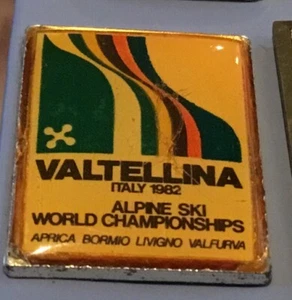 VALTELLINA
ITALY 1982
ALPINE SKI
WORLD CHAMPIONSHIPS
APRICA BORMIO LIVIGNO VALFURVA